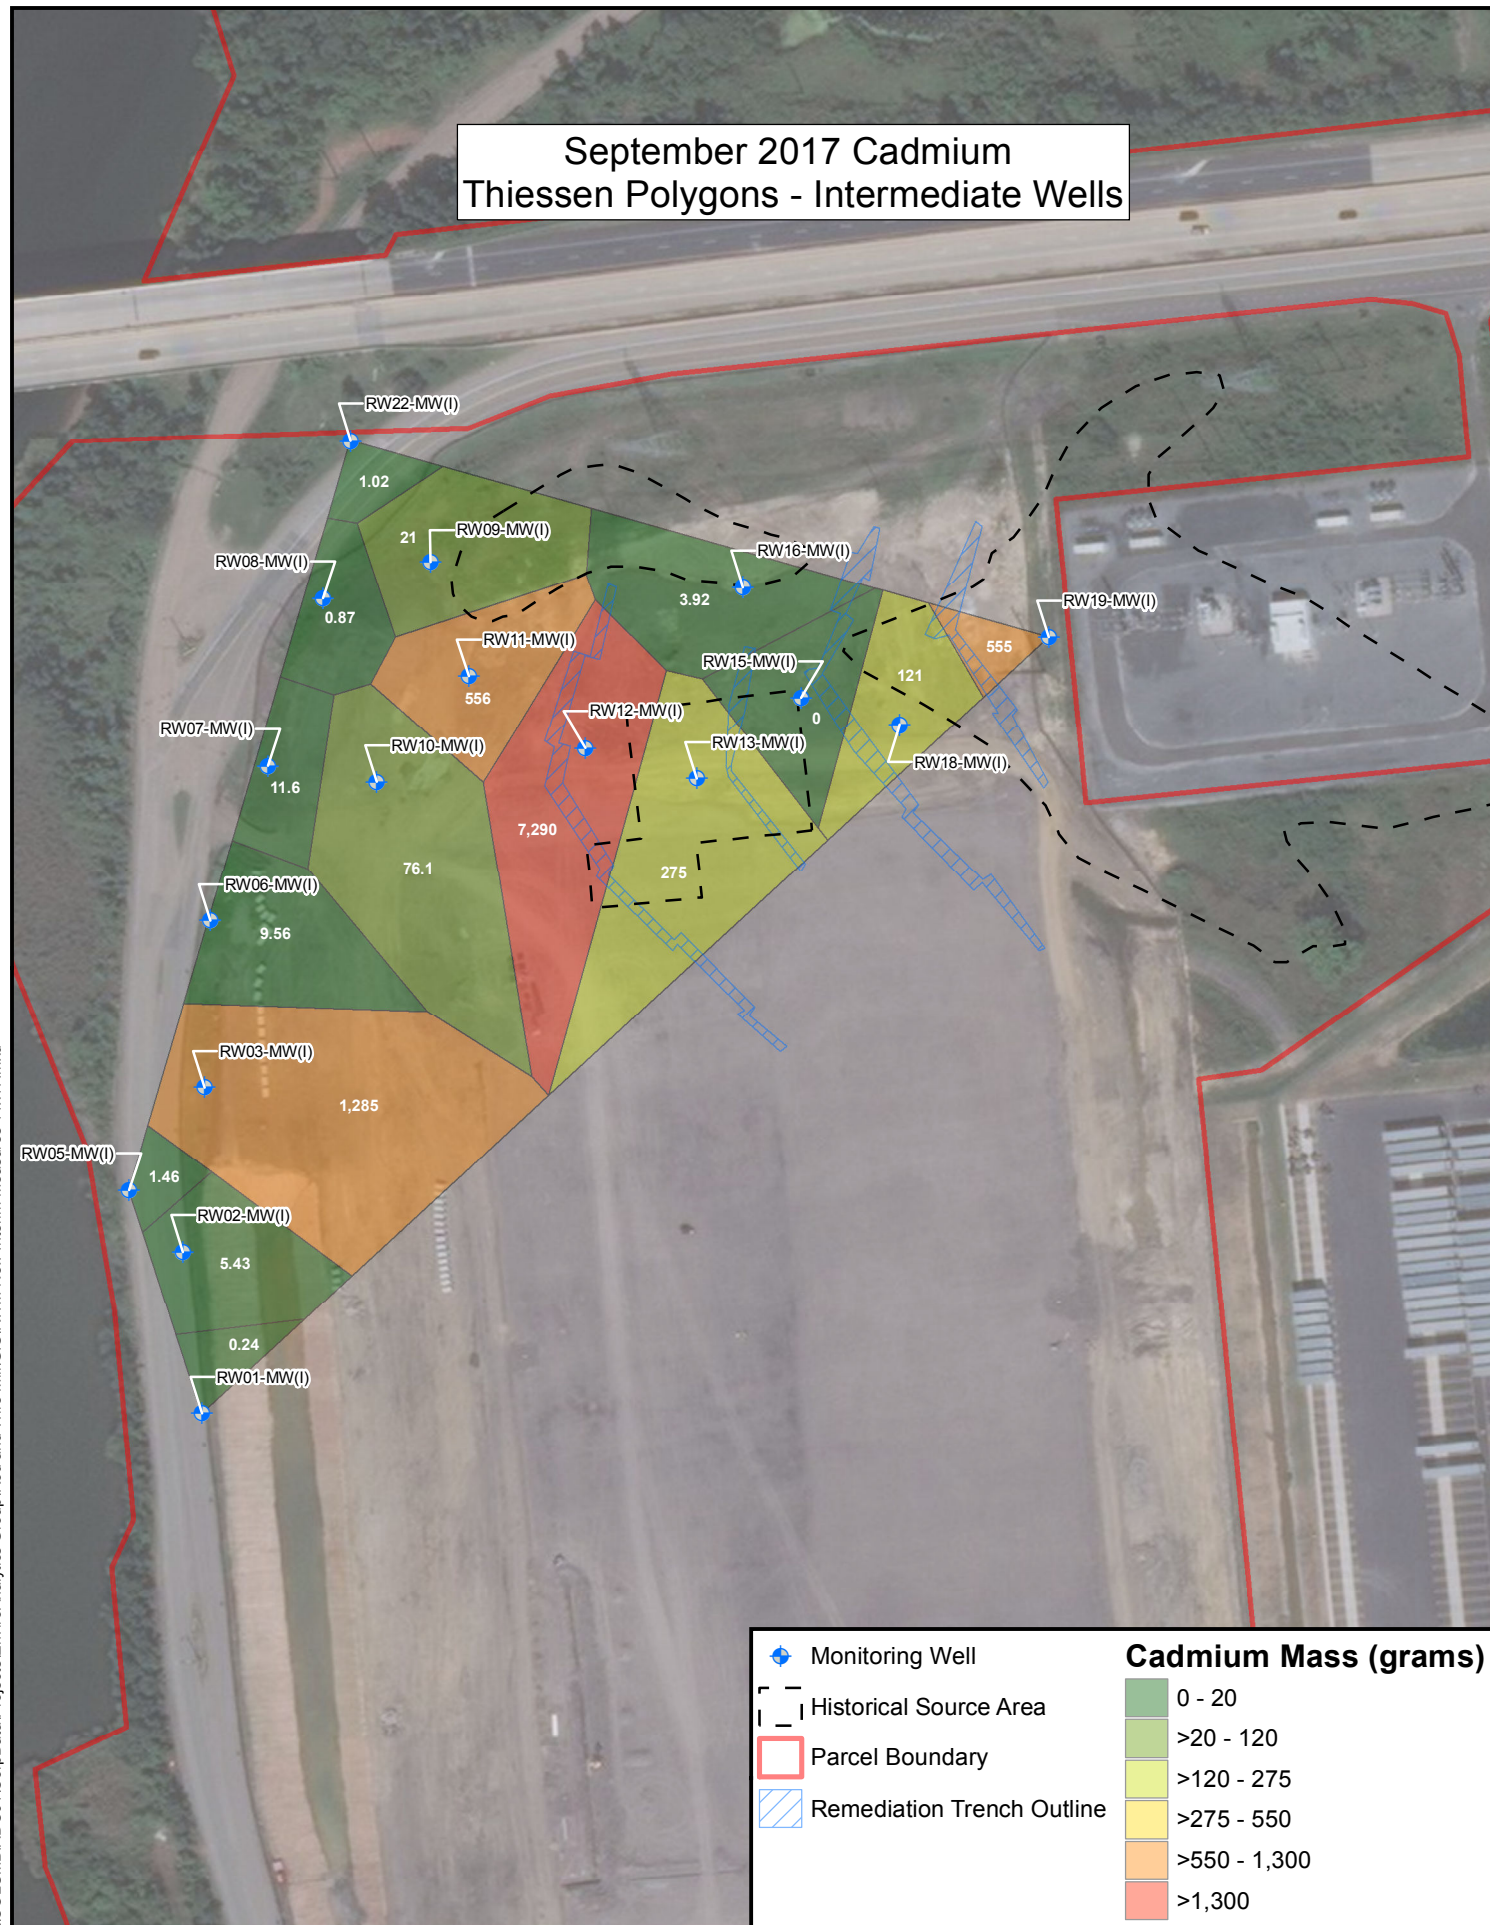 September 2017 Cadmium
Thiessen Polygons - Intermediate Wells
RW22-MW(I)
1.02
21
RW09-MW(I)
RW08-MW(I)
0.87
RW16-MW(I)
3.92
RW19-MW(I)
555
RW11-MW(I)
556
RW15-MW(I)
0
121
RW12-MW(I)
RW07-MW(I)
11.6
RW10-MW(I)
RW13-MW(I)
RW18-MW(I)
7,290
76.1
275
RW06-MW(I)
9.56
RW03-MW(I)
1,285
RW05-MW(I)
1.46
RW02-MW(I)
5.43
0.24
RW01-MW(I)
Monitoring Well
Historical Source Area
Parcel Boundary
Remediation Trench Outline
Cadmium Mass (grams)
0 - 20
>20 - 120
>120 - 275
>275 - 550
>550 - 1,300
>1,300